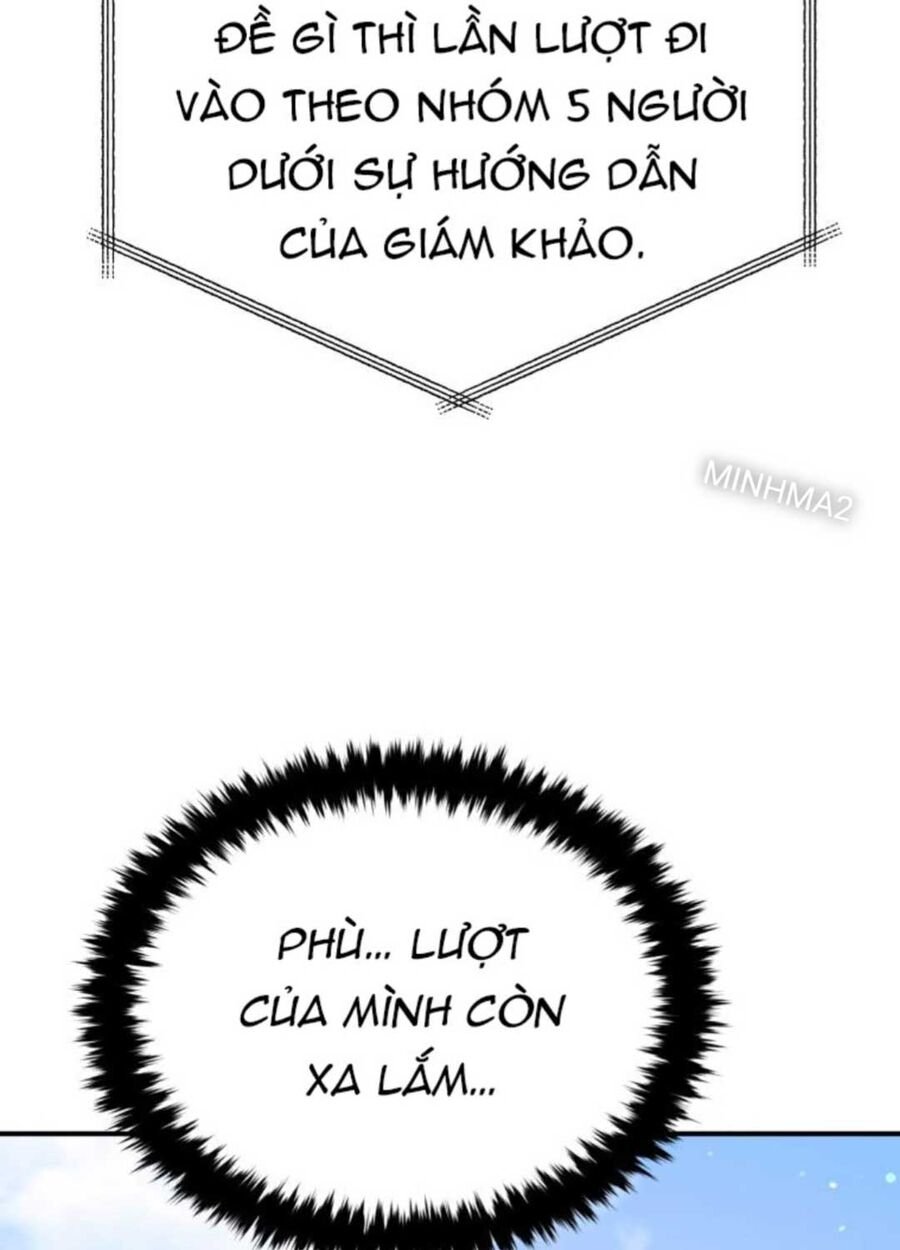 ĐỀ GÌ THÌ LẦN LƯỢT ĐI
VÀO THEO NHÓM 5 NGƯỜI
DƯỚI SỰ HƯỚNG DẪN
CỦA GIÁM KHẢO.
MINHMA2
PHÙ... LƯỢT
CỦA MÌNH CÒN
XA LẮM...